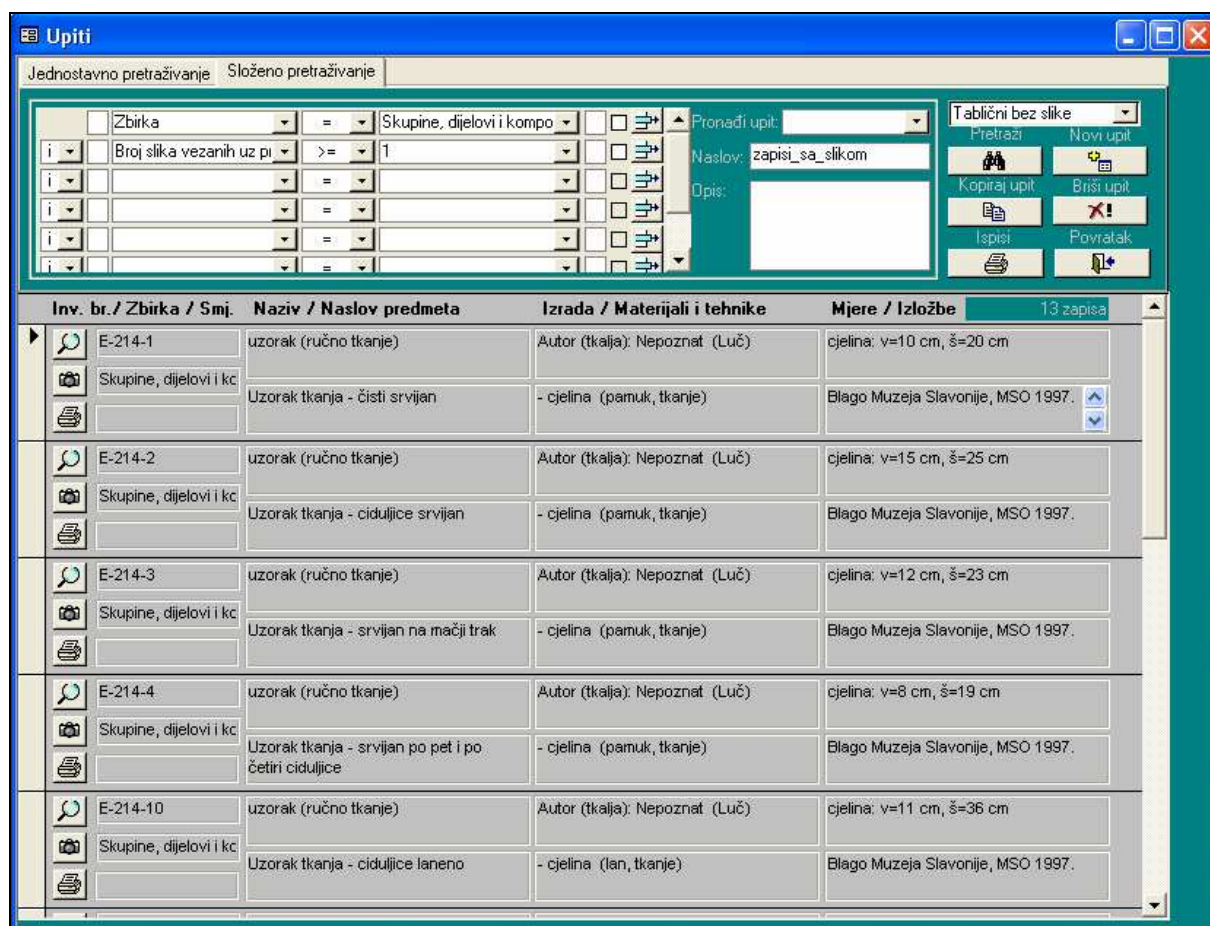 Upiti
Jednostavno pretraživanje Složeno pretraživanje
Zbirka = Skupine, dijelovi i kompo
i Broj slika vezanih uz >= 1
i =
i =
i =
i =
Pronađi upit:
Naslov: zapisi_sa_slikom
Opis:
Tablični bez slike
Pretraži Novi upit
Kopiraj upit Briši upit
Ispisi Povratak
Inv. br./ Zbirka / Smj. Naziv / Naslov predmeta Izrada / Materijali i tehnike Mjere / Izložbe 13 zapisa
E-214-1 uzorak (ručno tkanje) Autor (tkalja): Nepoznat (Luč) cjelina: v=10 cm, š=20 cm
Skupine, dijelovi i kc
Uzorak tkanja - čisti srvijan - cjelina (pamuk, tkanje) Blago Muzeja Slavonije, MSO 1997.
E-214-2 uzorak (ručno tkanje) Autor (tkalja): Nepoznat (Luč) cjelina: v=15 cm, š=25 cm
Skupine, dijelovi i kc
Uzorak tkanja - ciduljice srvijan - cjelina (pamuk, tkanje) Blago Muzeja Slavonije, MSO 1997.
E-214-3 uzorak (ručno tkanje) Autor (tkalja): Nepoznat (Luč) cjelina: v=12 cm, š=23 cm
Skupine, dijelovi i kc
Uzorak tkanja - srvijan na mačji trak - cjelina (pamuk, tkanje) Blago Muzeja Slavonije, MSO 1997.
E-214-4 uzorak (ručno tkanje) Autor (tkalja): Nepoznat (Luč) cjelina: v=8 cm, š=19 cm
Skupine, dijelovi i kc
Uzorak tkanja - srvijan po pet i po - cjelina (pamuk, tkanje) Blago Muzeja Slavonije, MSO 1997.
četiri ciduljice
E-214-10 uzorak (ručno tkanje) Autor (tkalja): Nepoznat (Luč) cjelina: v=11 cm, š=36 cm
Skupine, dijelovi i kc
Uzorak tkanja - ciduljice laneno - cjelina (lan, tkanje) Blago Muzeja Slavonije, MSO 1997.